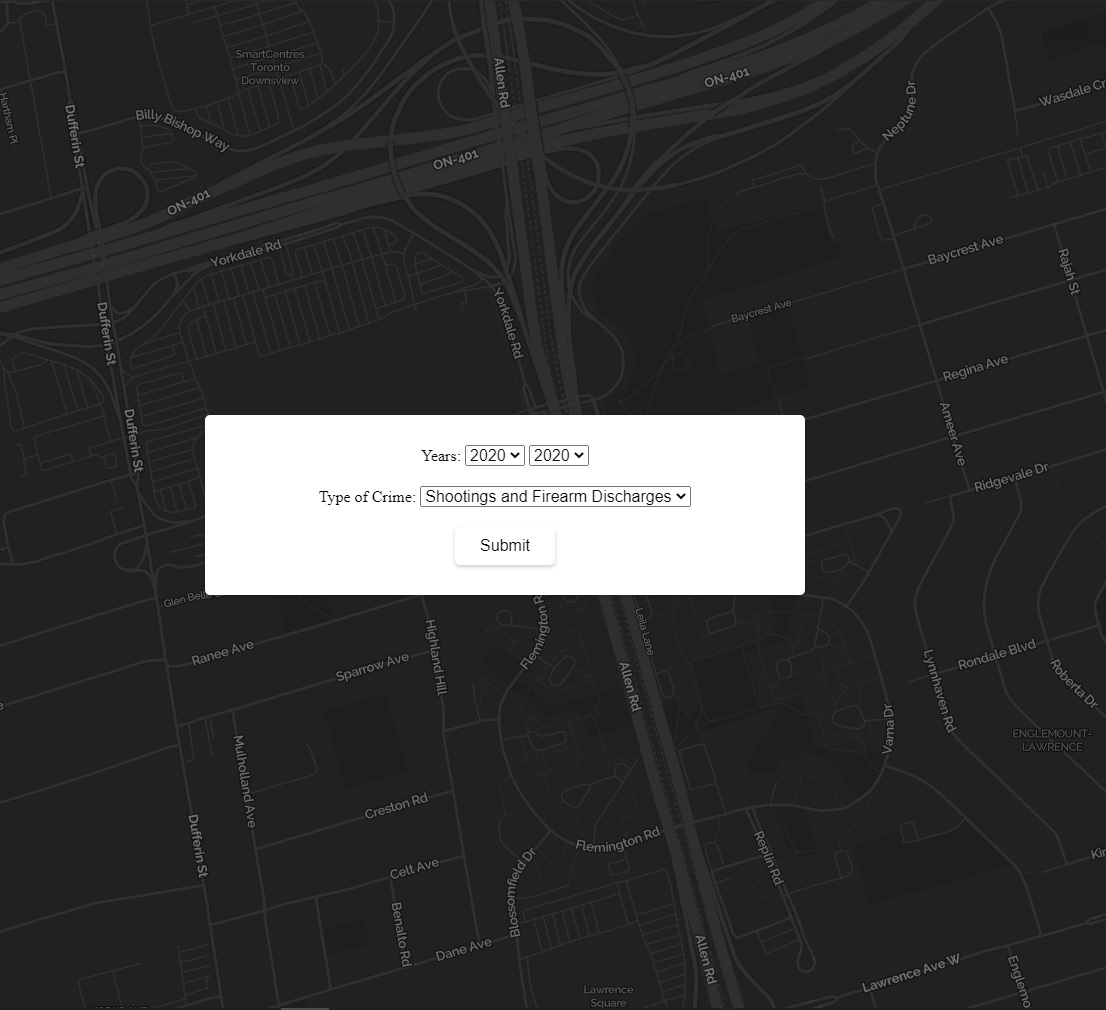 SmartCentres
Toronto
Downsview
Allen Rd
ON-401
Wasdale Cr
Hartham Pl
Dufferin St
Billy Bishop Way
Neptune Dr
ON-401
ON-401
Yorkdale Rd
Baycrest Ave
Rajah St
Baycrest Ave
Dufferin St
Yorkdale Rd
Regina Ave
Dufferin St
Ameer Ave
Years: 2020 2020
Ridgevale Dr
Type of Crime: Shootings and Firearm Discharges
Submit
Leila Lane
Flemington R
Highland Hill
Ranee Ave
Sparrow Ave
Rondale Blvd
Allen Rd
Lynnhaven Rd
Roberta Dr
Varna Dr
ENGLEMOUNT-
LAWRENCE
Mulholland Ave
Creston Rd
Dufferin St
Flemington Rd
Replin Rd
Kir
Celt Ave
Blossomfield Dr
Benalto Rd
Dane Ave
Allen Rd
Lawrence Ave W
Englemo
Lawrence
Square